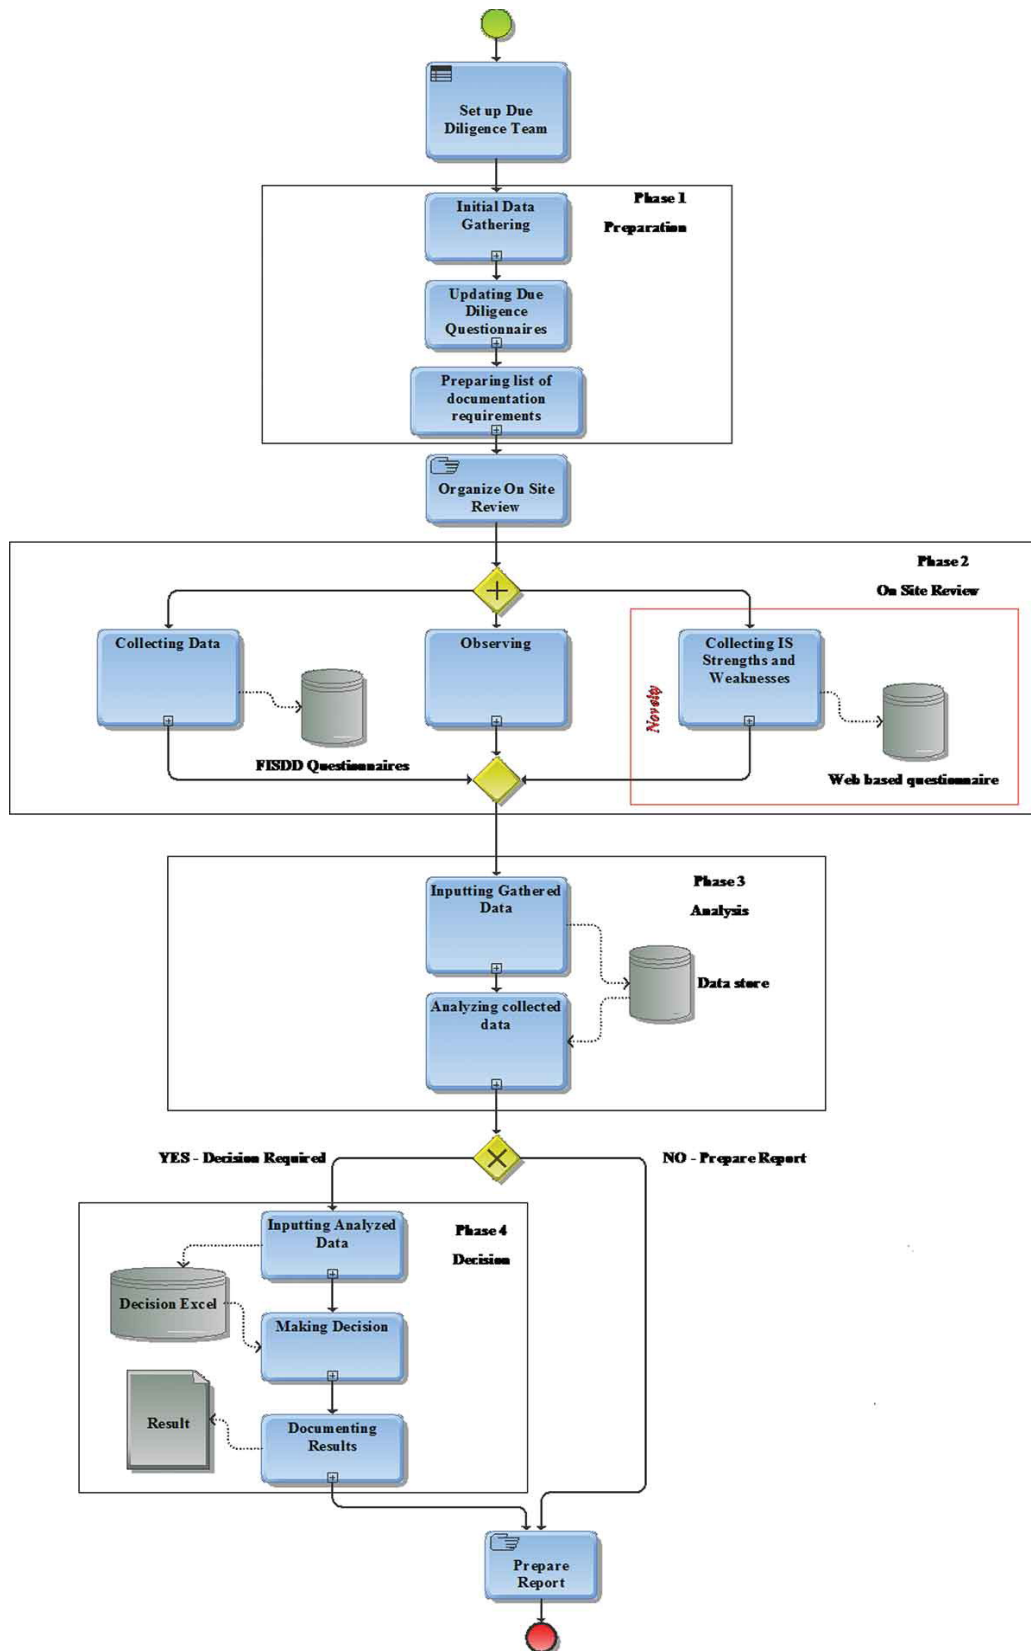 Set up Due
Diligence Team
Phase 1
Preparation
Initial Data
Gathering
Updating Due
Diligence
Questionnaires
Preparing list of
documentation
requirements
Organize On Site
Review
Phase 2
On Site Review
Collecting Data
FISDD Questionnaires
Observing
Novelty
Collecting IS
Strengths and
Weaknesses
Web based questionnaire
Phase 3
Analysis
Inputting Gathered
Data
Data store
Analyzing collected
data
YES - Decision Required
NO - Prepare Report
Phase 4
Decision
Inputting Analyzed
Data
Decision Excel
Making Decision
Result
Documenting
Results
Prepare
Report